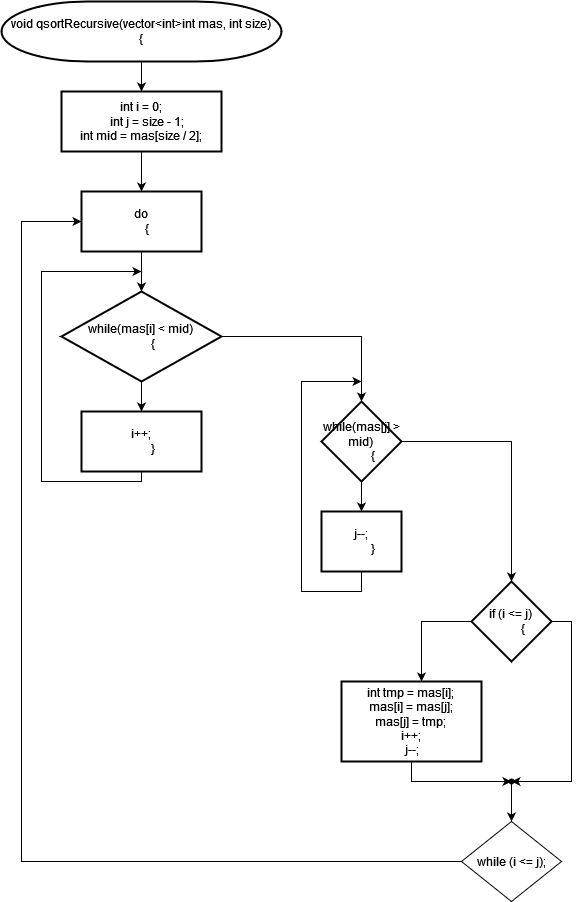 void qsortRecursive(vector<int>int mas, int size)
{
int i = 0;
int j = size - 1;
int mid = mas[size / 2];
do
{
while(mas[i] < mid)
{
i++;
}
while(mas[j] >
mid)
{
j--;
}
if (i <= j)
{
int tmp = mas[i];
mas[i] = mas[j];
mas[j] = tmp;
i++;
j--;
while (i <= j);